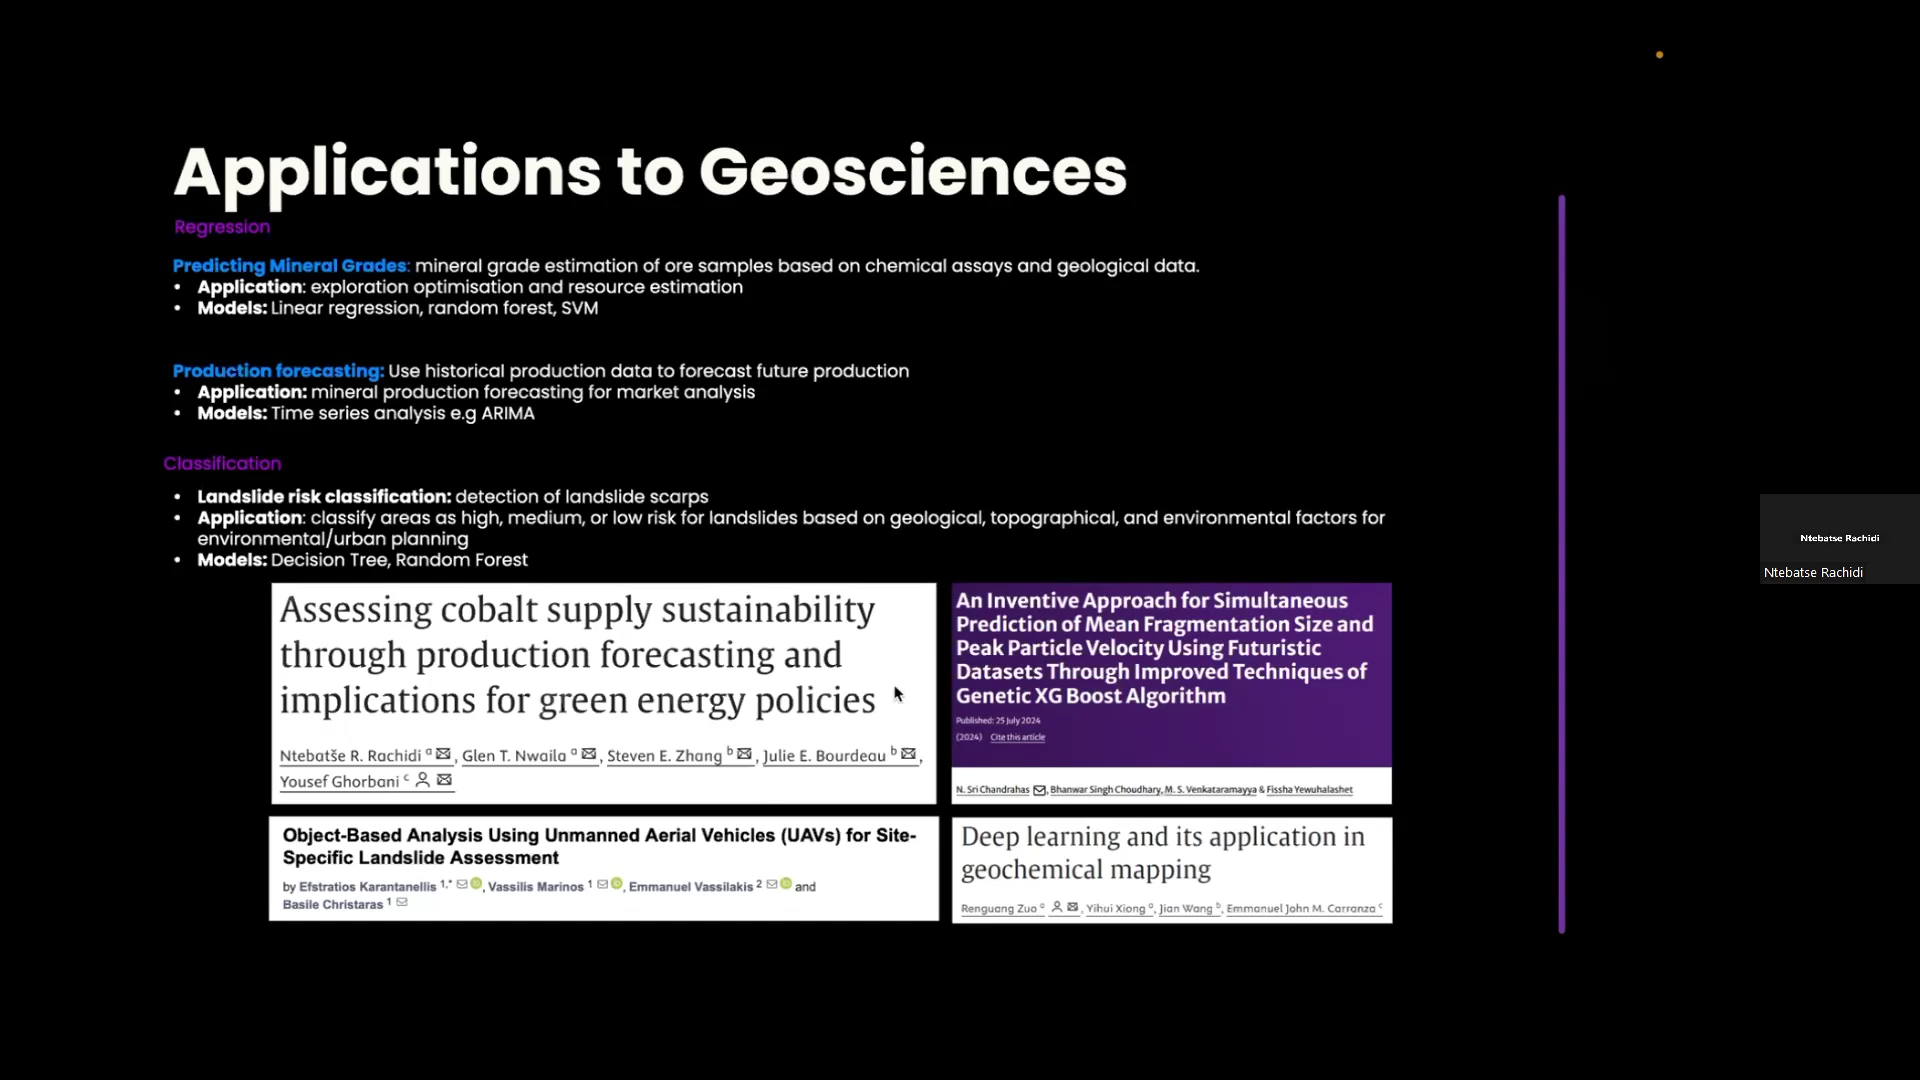 Applications to Geosciences
Regression
Predicting Mineral Grades: mineral grade estimation of ore samples based on chemical assays and geological data.
• Application: exploration optimisation and resource estimation
• Models: Linear regression, random forest, SVM
Production forecasting: Use historical production data to forecast future production
• Application: mineral production forecasting for market analysis
• Models: Time series analysis e.g ARIMA
Classification
• Landslide risk classification: detection of landslide scarps
• Application: classify areas as high, medium, or low risk for landslides based on geological, topographical, and environmental factors for
environmental/urban planning
• Models: Decision Tree, Random Forest
Assessing cobalt supply sustainability
through production forecasting and
implications for green energy policies
Ntebatše R. Rachidi a, Glen T. Nwaila a, Steven E. Zhang b, Julie E. Bourdeau b,
Yousef Ghorbani c
An Inventive Approach for Simultaneous
Prediction of Mean Fragmentation Size and
Peak Particle Velocity Using Futuristic
Datasets Through Improved Techniques of
Genetic XG Boost Algorithm
Published: 25 July 2024
(2024) Cite this article
N. Sri Chandrahas, Bhanwar Singh Choudhary, M. S. Venkataramayya & Fissha Yewuhalashet
Object-Based Analysis Using Unmanned Aerial Vehicles (UAVs) for Site-
Specific Landslide Assessment
by Efstratios Karantanellis 1,*, Vassilis Marinos 1, Emmanuel Vassilakis 2 and
Basile Christaras 1
Deep learning and its application in
geochemical mapping
Renguang Zuo a, Yihui Xiong a, Jian Wang b, Emmanuel John M. Carranza c
Ntebatse Rachidi
Ntebatse Rachidi